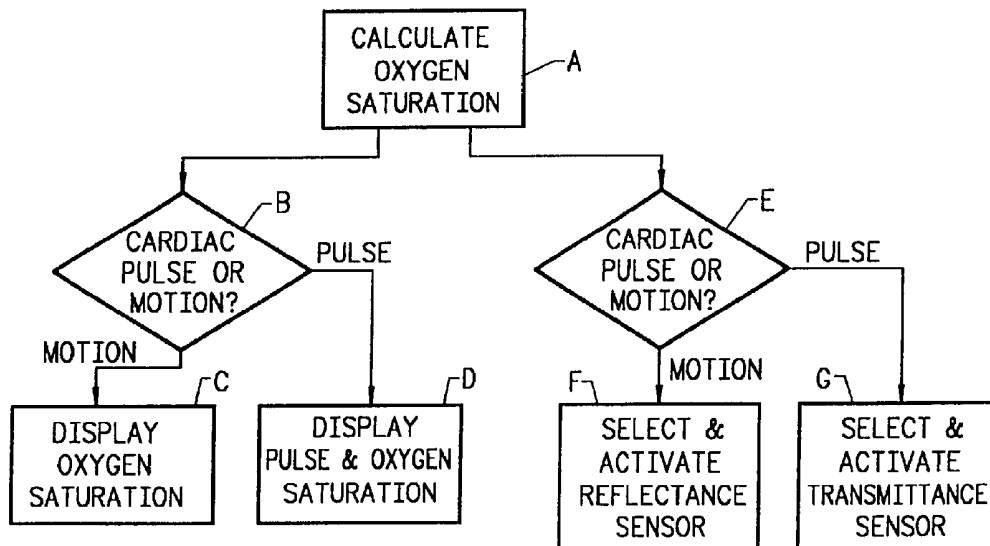 CALCULATE
OXYGEN
SATURATION
A
B
CARDIAC
PULSE OR
MOTION?
PULSE
MOTION
E
CARDIAC
PULSE OR
MOTION?
PULSE
MOTION
C
DISPLAY
OXYGEN
SATURATION
D
DISPLAY
PULSE & OXYGEN
SATURATION
F
SELECT &
ACTIVATE
REFLECTANCE
SENSOR
G
SELECT &
ACTIVATE
TRANSMITTANCE
SENSOR